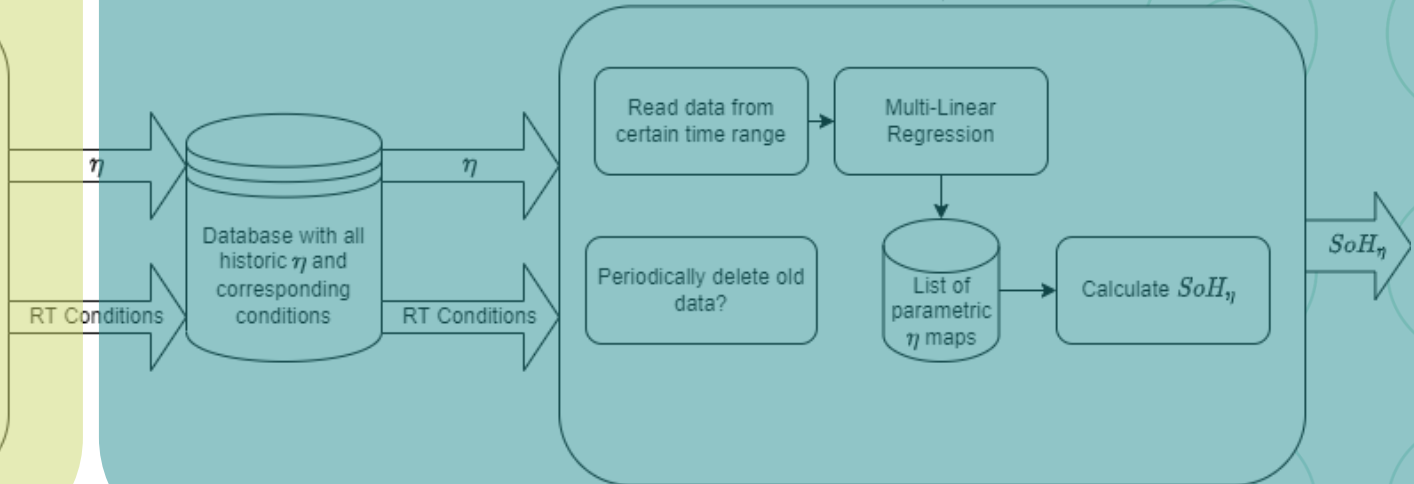 η
RT Conditions
Database with all
historic η and
corresponding
conditions
η
RT Conditions
Read data from
certain time range
Multi-Linear
Regression
Periodically delete old
data?
List of
parametric
η maps
Calculate SoHη
SoHη